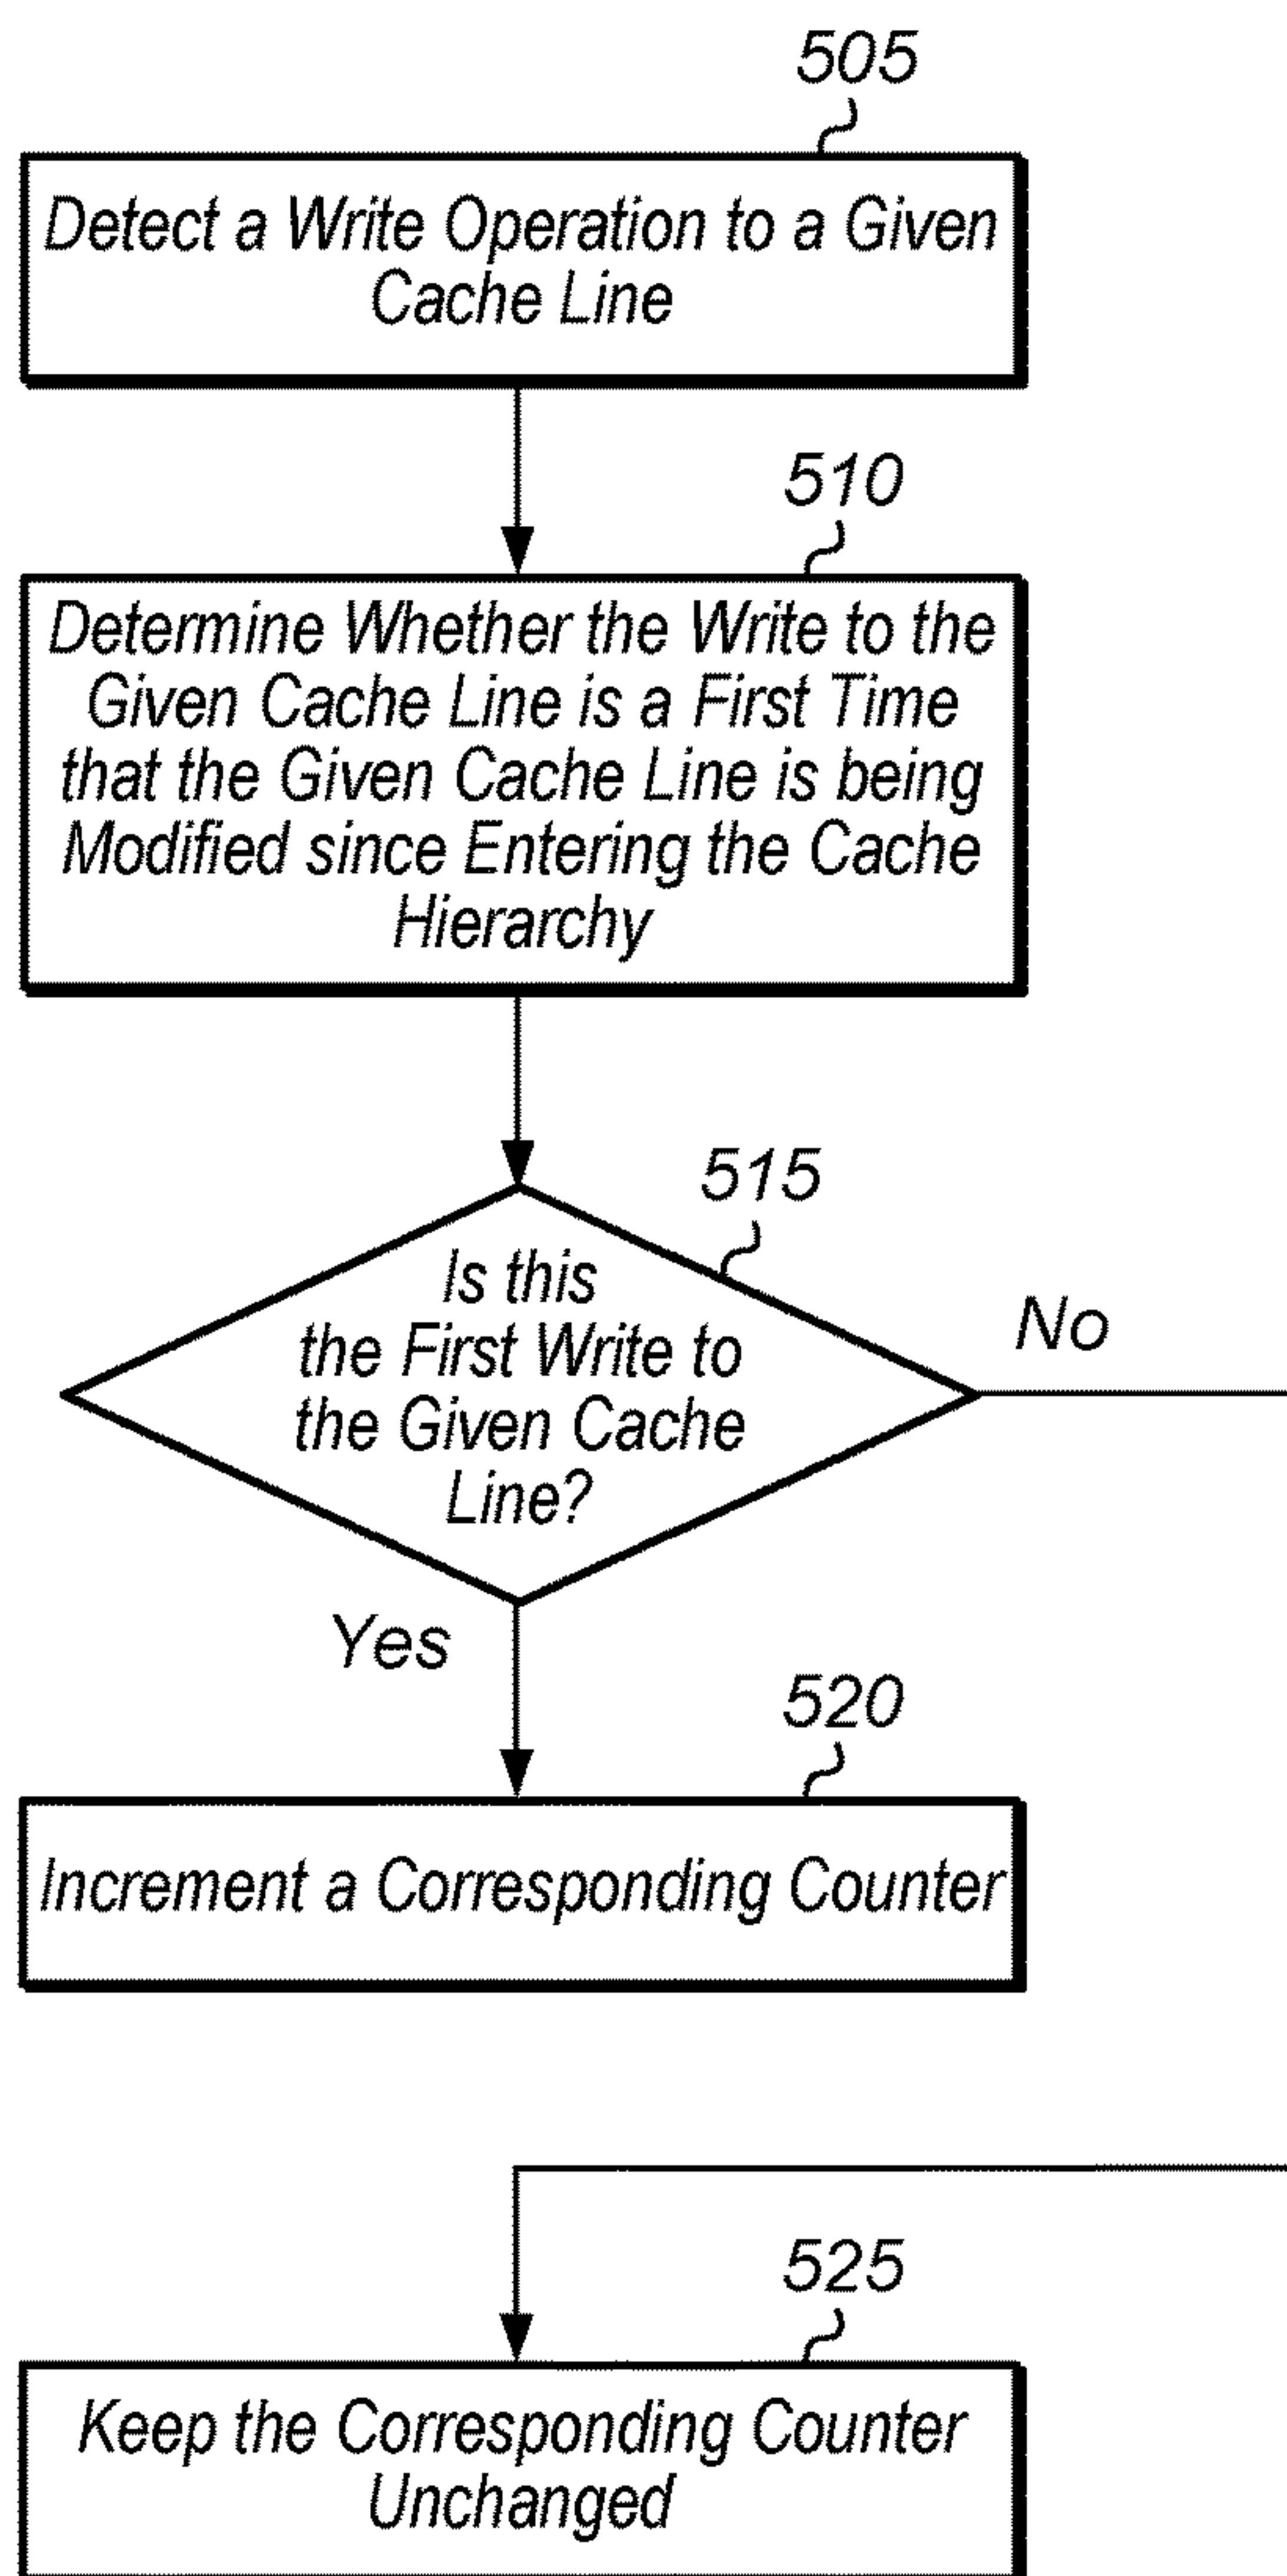 505
Detect a Write Operation to a Given
Cache Line
510
Determine Whether the Write to the
Given Cache Line is a First Time
that the Given Cache Line is being
Modified since Entering the Cache
Hierarchy
515
Is this
the First Write to
the Given Cache
Line?
No
Yes
520
Increment a Corresponding Counter
525
Keep the Corresponding Counter
Unchanged